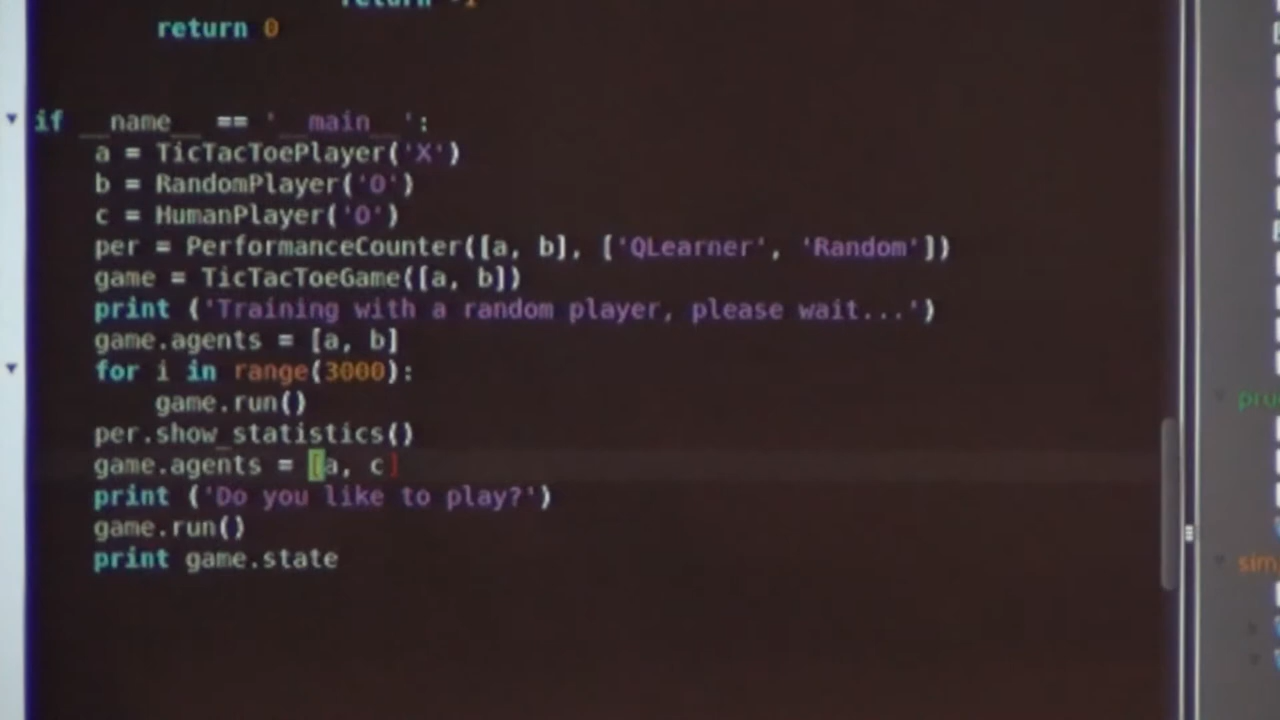 return -1
return 0
if __name__ == '__main__':
a = TicTacToePlayer('X')
b = RandomPlayer('O')
c = HumanPlayer('O')
per = PerformanceCounter([a, b], ['QLearner', 'Random'])
game = TicTacToeGame([a, b])
print ('Training with a random player, please wait...')
game.agents = [a, b]
for i in range(3000):
game.run()
per.show_statistics()
game.agents = [a, c]
print ('Do you like to play?')
game.run()
print game.state